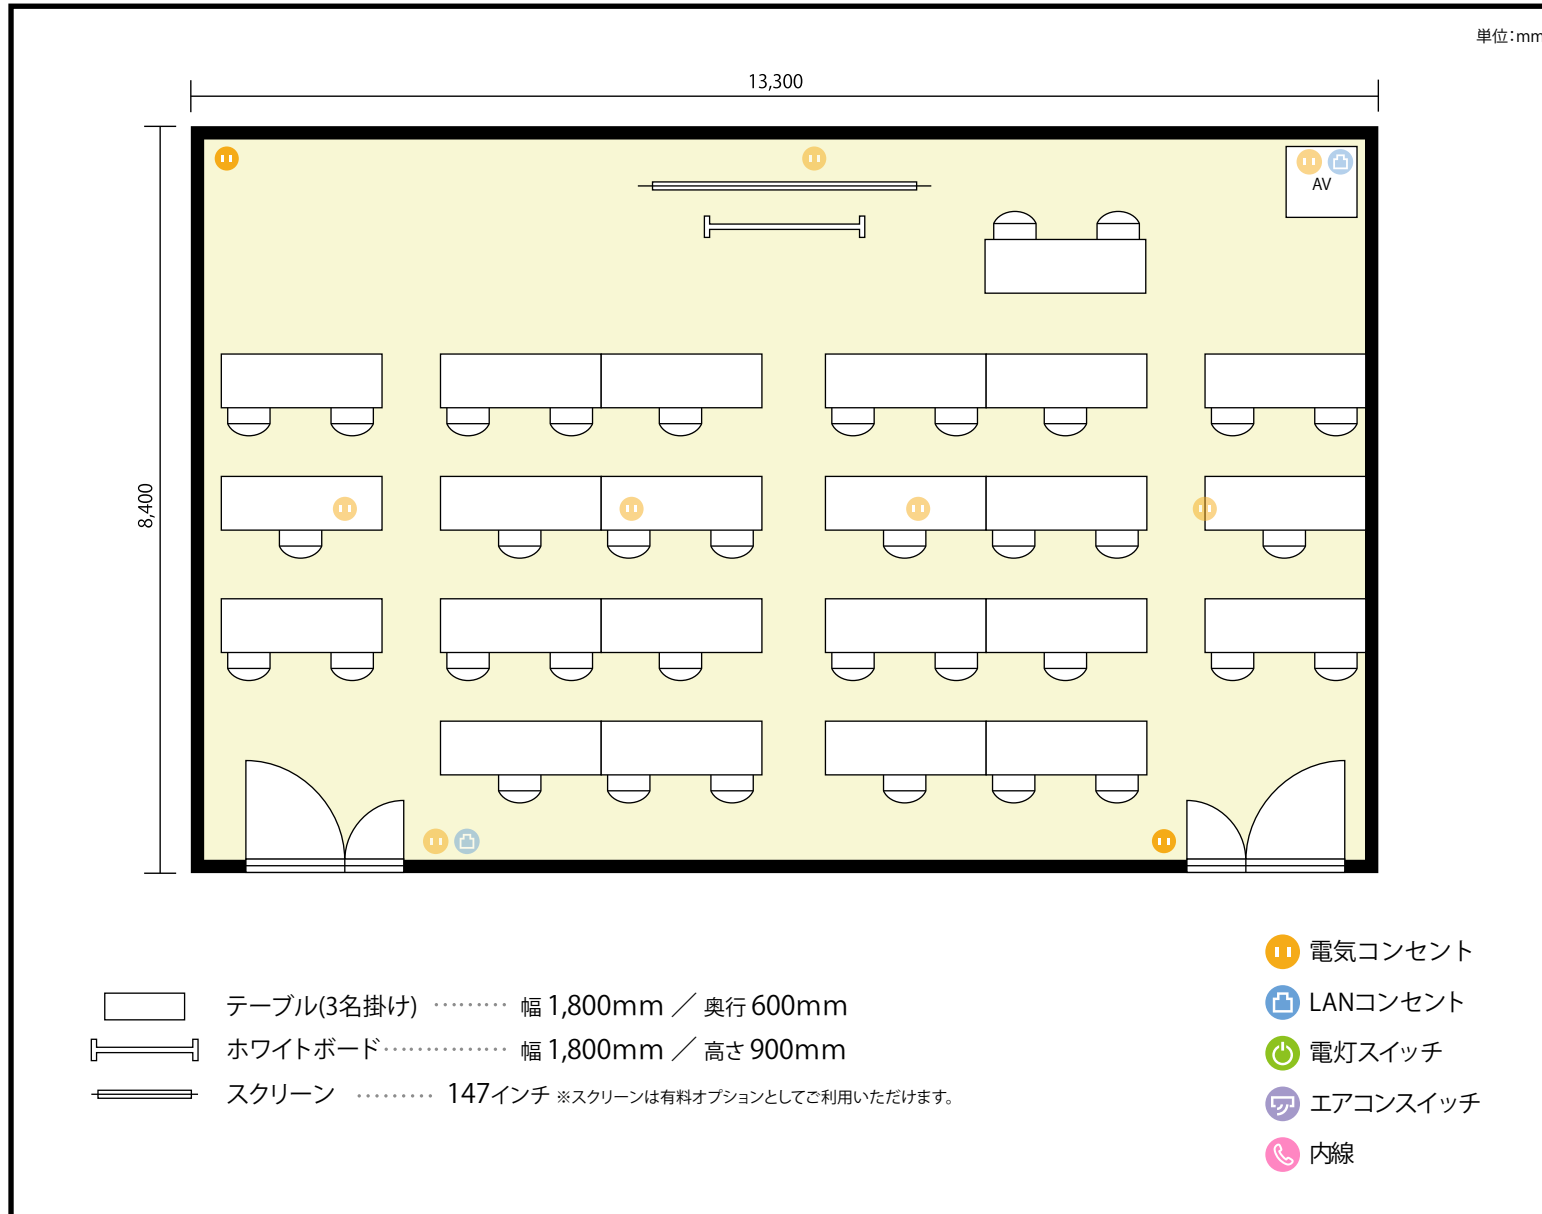 単位：mm
13,300
AV
8,400
テーブル(3名掛け) ········· 幅 1,800mm ／ 奥行 600mm
ホワイトボード ··············· 幅 1,800mm ／ 高さ 900mm
スクリーン ········· 147インチ ※スクリーンは有料オプションとしてご利用いただけます。
電気コンセント
LANコンセント
電灯スイッチ
エアコンスイッチ
内線